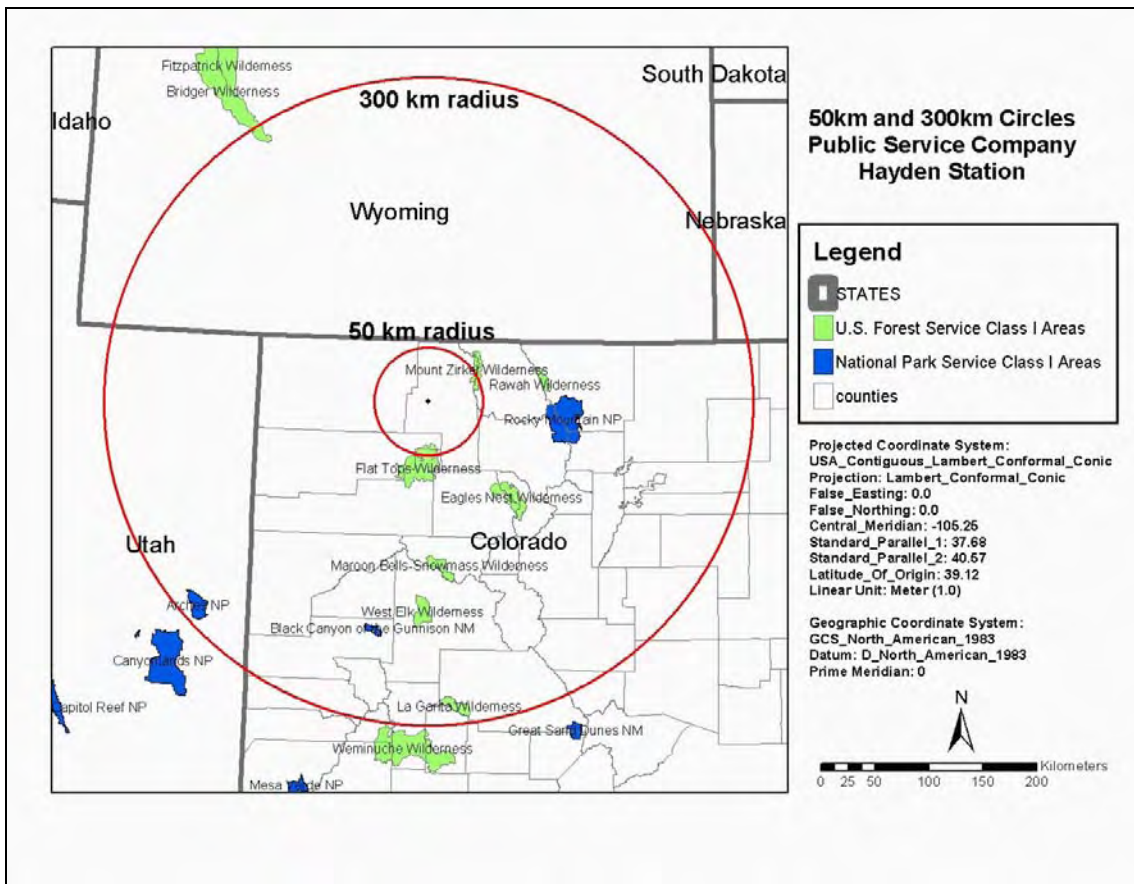 Fitzpatrick Wilderness
Bridger Wilderness
300 km radius
South Dakota
Idaho
Wyoming
Nebraska
50 km radius
Mount Zirkel Wilderness
Rawah Wilderness
Rocky Mountain NP
Flat Tops Wilderness
Eagles Nest Wilderness
Utah
Colorado
Maroon Bells-Snowmass Wilderness
Arches NP
West Elk Wilderness
Black Canyon of the Gunnison NM
Canyonlands NP
apitol Reef NP
La Garita Wilderness
Great Sand Dunes NM
Weminuche Wilderness
Mesa Verde NP
50km and 300km Circles
Public Service Company
Hayden Station
Legend
STATES
U.S. Forest Service Class I Areas
National Park Service Class I Areas
counties
Projected Coordinate System:
USA_Contiguous_Lambert_Conformal_Conic
Projection: Lambert_Conformal_Conic
False_Easting: 0.0
False_Northing: 0.0
Central_Meridian: -105.25
Standard_Parallel_1: 37.68
Standard_Parallel_2: 40.57
Latitude_Of_Origin: 39.12
Linear Unit: Meter (1.0)
Geographic Coordinate System:
GCS_North_American_1983
Datum: D_North_American_1983
Prime Meridian: 0
N
Kilometers
0 25 50 100 150 200